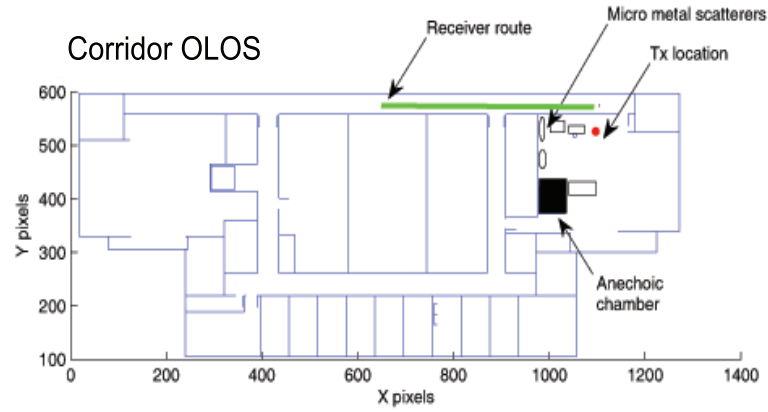 Corridor OLOS
Receiver route
Micro metal scatterers
Tx location
600
500
400
300
200
100
Y pixels
Anechoic
chamber
0
200
400
600
800
1000
1200
1400
X pixels